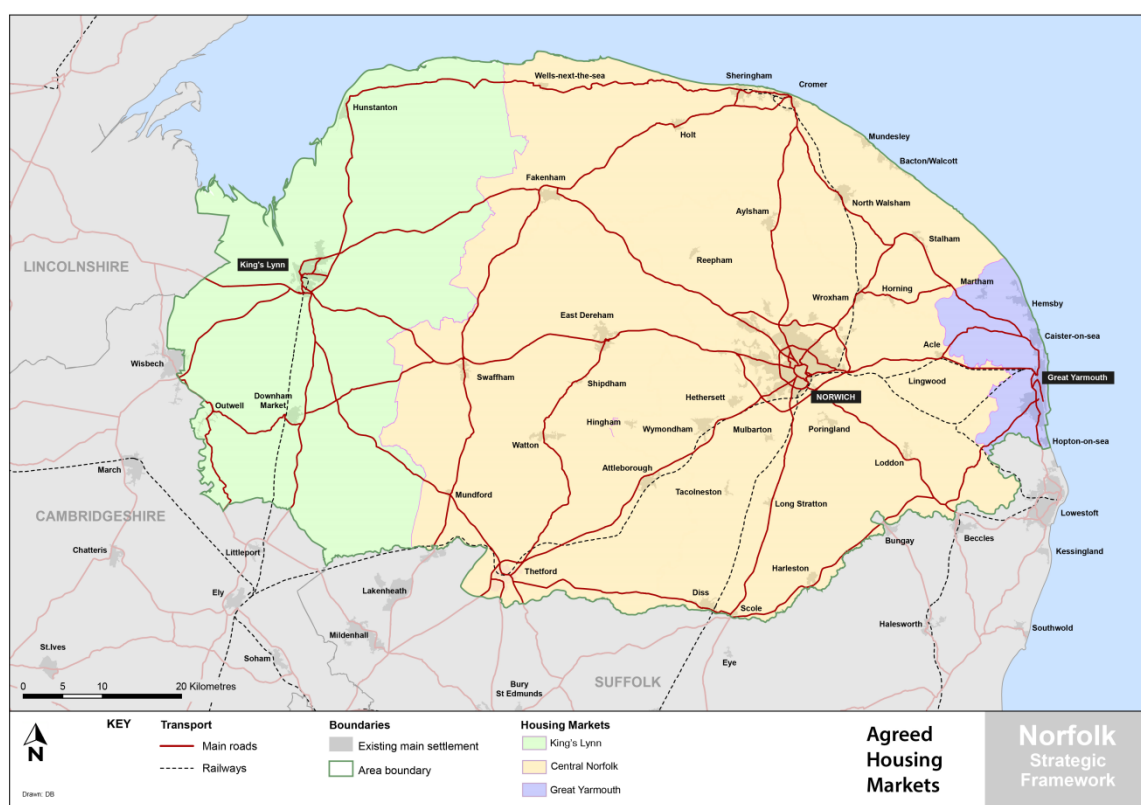 Wells-next-the-sea
Sheringham
Cromer
Hunstanton
Holt
Mundesley
Bacton/Walcott
Fakenham
North Walsham
Aylsham
Stalham
LINCOLNSHIRE
King's Lynn
Reepham
Martham
Wroxham
Horning
Hemsby
East Dereham
Caister-on-sea
Acle
Wisbech
Swaffham
Shipdham
Lingwood
Great Yarmouth
Downham
Market
Outwell
Hethersett
NORWICH
Hingham
Wymondham
Mulbarton
Poringland
Watton
Hopton-on-sea
March
Attleborough
Loddon
Mundford
Tacolneston
Long Stratton
CAMBRIDGESHIRE
Lowestoft
Chatteris
Littleport
Bungay
Beccles
Kessingland
Thetford
Harleston
Ely
Lakenheath
Diss
Scole
Mildenhall
Halesworth
Southwold
St.Ives
Soham
Eye
SUFFOLK
Bury
St Edmunds
0 5 10 20 Kilometres
N
Drawn: DB
KEY
Transport
Main roads
Railways
Boundaries
Existing main settlement
Area boundary
Housing Markets
King's Lynn
Central Norfolk
Great Yarmouth
Agreed
Housing
Markets
Norfolk
Strategic
Framework